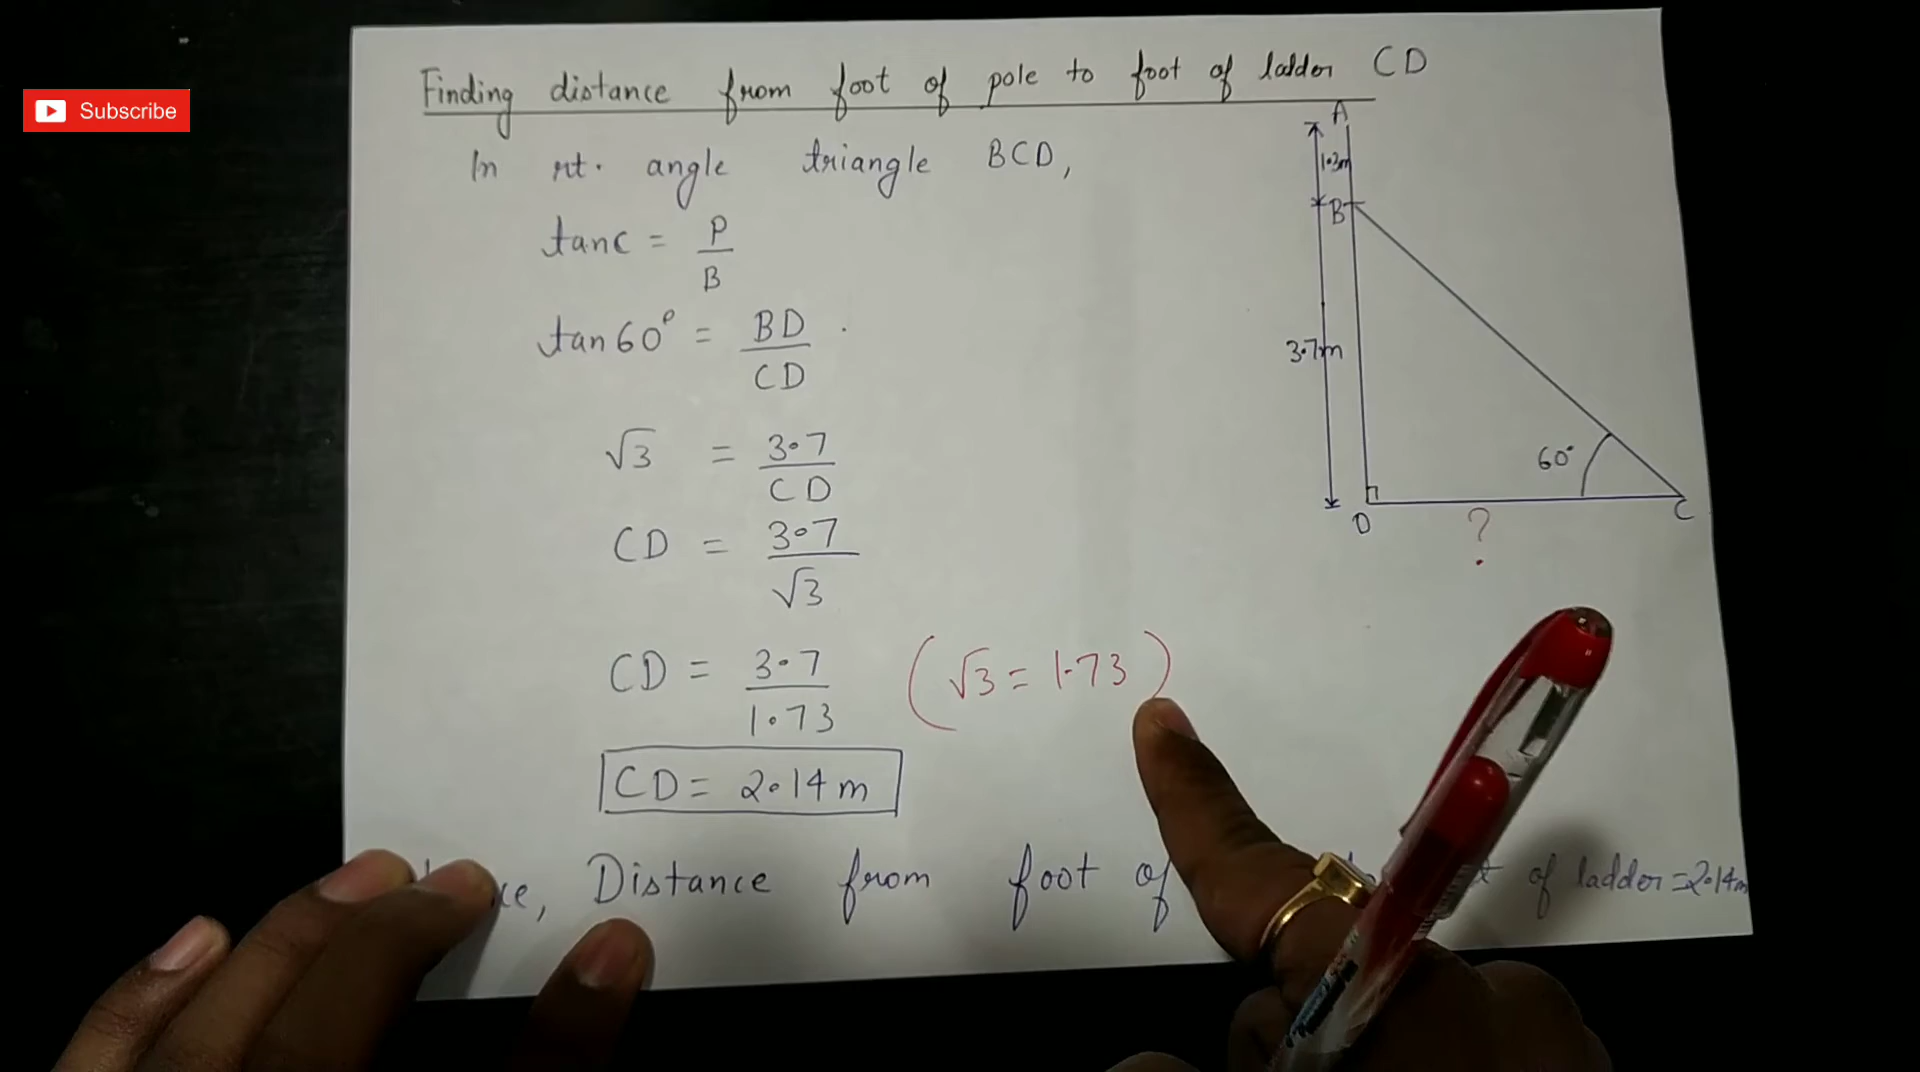 Subscribe
Finding distance from foot of pole to foot of ladder CD
In rt. angle triangle BCD,
tanC = P
B
tan60° = BD
CD
√3 = 3.7
CD
CD = 3.7
√3
CD = 3.7
1.73
(√3 = 1.73)
CD = 2.14 m
Distance from foot of of ladder = 2.14m
A
1.3m
B
3.7m
60°
D
C
?